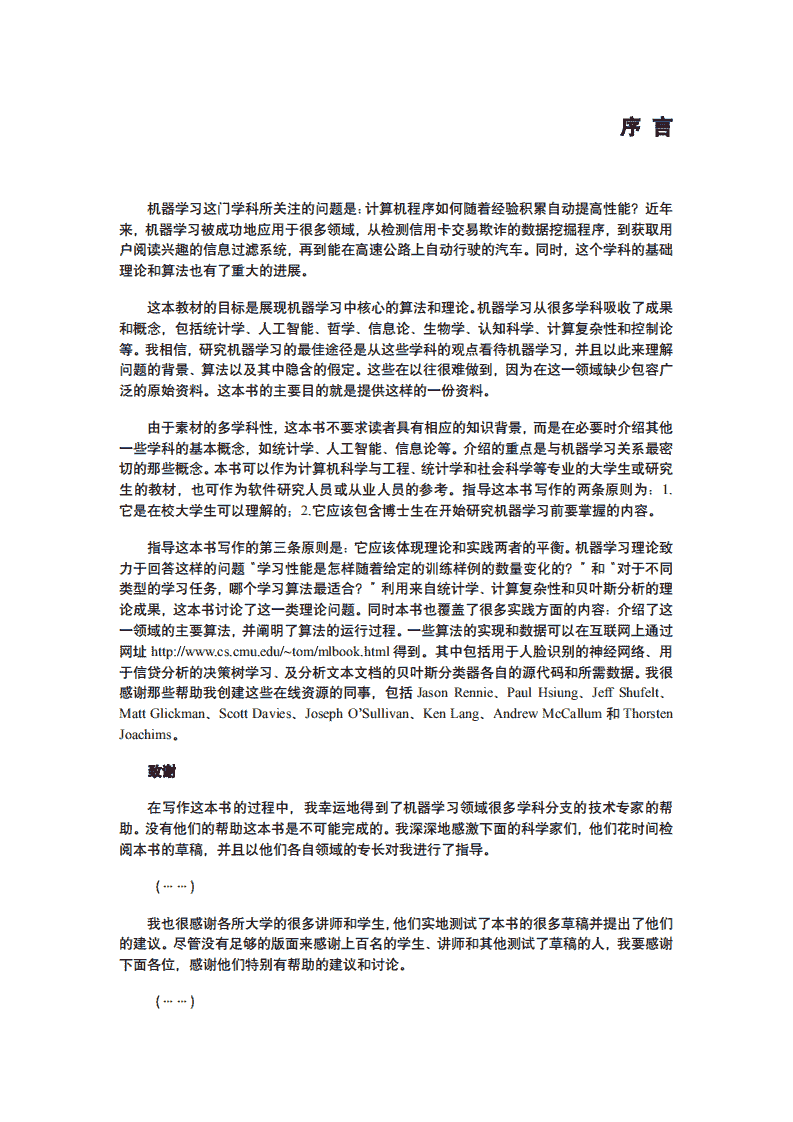 序 言
机器学习这门学科所关注的问题是：计算机程序如何随着经验积累自动提高性能？近年
来，机器学习被成功地应用于很多领域，从检测信用卡交易欺诈的数据挖掘程序，到获取用
户阅读兴趣的信息过滤系统，再到能在高速公路上自动行驶的汽车。同时，这个学科的基础
理论和算法也有了重大的进展。
这本教材的目标是展现机器学习中核心的算法和理论。机器学习从很多学科吸收了成果
和概念，包括统计学、人工智能、哲学、信息论、生物学、认知科学、计算复杂性和控制论
等。我相信，研究机器学习的最佳途径是从这些学科的观点看待机器学习，并且以此来理解
问题的背景、算法以及其中隐含的假定。这些在以往很难做到，因为在这一领域缺少包容广
泛的原始资料。这本书的主要目的就是提供这样的一份资料。
由于素材的多学科性，这本书不要求读者具有相应的知识背景，而是在必要时介绍其他
一些学科的基本概念，如统计学、人工智能、信息论等。介绍的重点是与机器学习关系最密
切的那些概念。本书可以作为计算机科学与工程、统计学和社会科学等专业的大学生或研究
生的教材，也可作为软件研究人员或从业人员的参考。指导这本书写作的两条原则为：1.
它是在校大学生可以理解的；2.它应该包含博士生在开始研究机器学习前要掌握的内容。
指导这本书写作的第三条原则是：它应该体现理论和实践两者的平衡。机器学习理论致
力于回答这样的问题“学习性能是怎样随着给定的训练样例的数量变化的？”和“对于不同
类型的学习任务，哪个学习算法最适合？”利用来自统计学、计算复杂性和贝叶斯分析的理
论成果，这本书讨论了这一类理论问题。同时本书也覆盖了很多实践方面的内容：介绍了这
一领域的主要算法，并阐明了算法的运行过程。一些算法的实现和数据可以在互联网上通过
网址 http://www.cs.cmu.edu/~tom/mlbook.html 得到。其中包括用于人脸识别的神经网络、用
于信贷分析的决策树学习、及分析文本文档的贝叶斯分类器各自的源代码和所需数据。我很
感谢那些帮助我创建这些在线资源的同事，包括 Jason Rennie、Paul Hsiung、Jeff Shufelt、
Matt Glickman、Scott Davies、Joseph O'Sullivan、Ken Lang、Andrew McCallum 和 Thorsten
Joachims。
致谢
在写作这本书的过程中，我幸运地得到了机器学习领域很多学科分支的技术专家的帮
助。没有他们的帮助这本书是不可能完成的。我深深地感激下面的科学家们，他们花时间检
阅本书的草稿，并且以他们各自领域的专长对我进行了指导。
（……）
我也很感谢各所大学的很多讲师和学生，他们实地测试了本书的很多草稿并提出了他们
的建议。尽管没有足够的版面来感谢上百名的学生、讲师和其他测试了草稿的人，我要感谢
下面各位，感谢他们特别有帮助的建议和讨论。
（……）